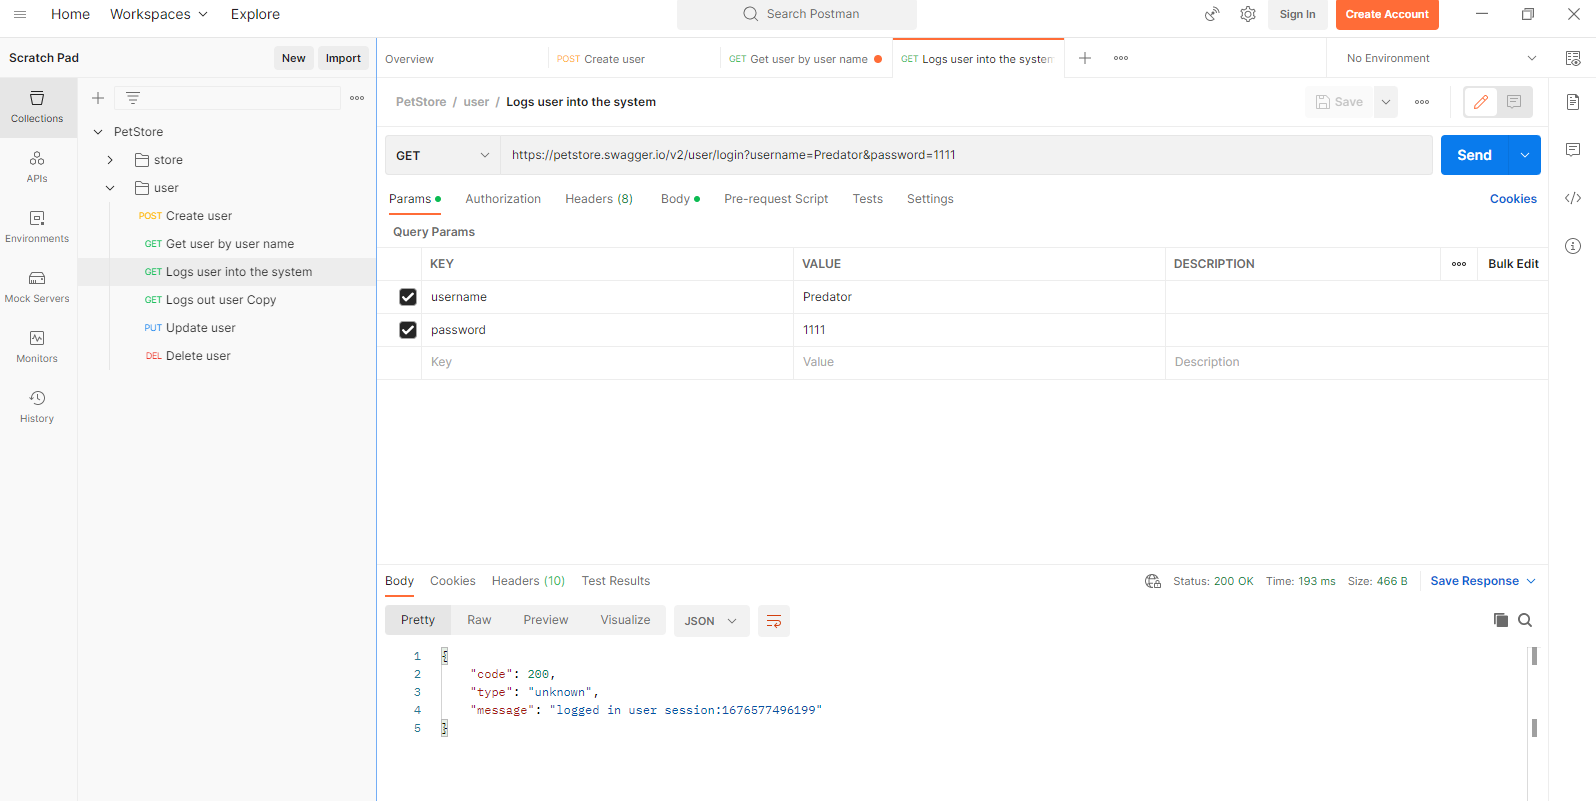 Home Workspaces Explore Search Postman Sign In Create Account
Scratch Pad New Import
Overview POST Create user GET Get user by user name GET Logs user into the system No Environment
Collections
APIs
Environments
Mock Servers
Monitors
History
PetStore
store
user
POST Create user
GET Get user by user name
GET Logs user into the system
GET Logs out user Copy
PUT Update user
DEL Delete user
PetStore / user / Logs user into the system Save
GET https://petstore.swagger.io/v2/user/login?username=Predator&password=1111 Send
Params Authorization Headers (8) Body Pre-request Script Tests Settings Cookies
Query Params
KEY VALUE DESCRIPTION Bulk Edit
username Predator
password 1111
Key Value Description
Body Cookies Headers (10) Test Results Status: 200 OK Time: 193 ms Size: 466 B Save Response
Pretty Raw Preview Visualize JSON
1 {
2 "code": 200,
3 "type": "unknown",
4 "message": "logged in user session:1676577496199"
5 }